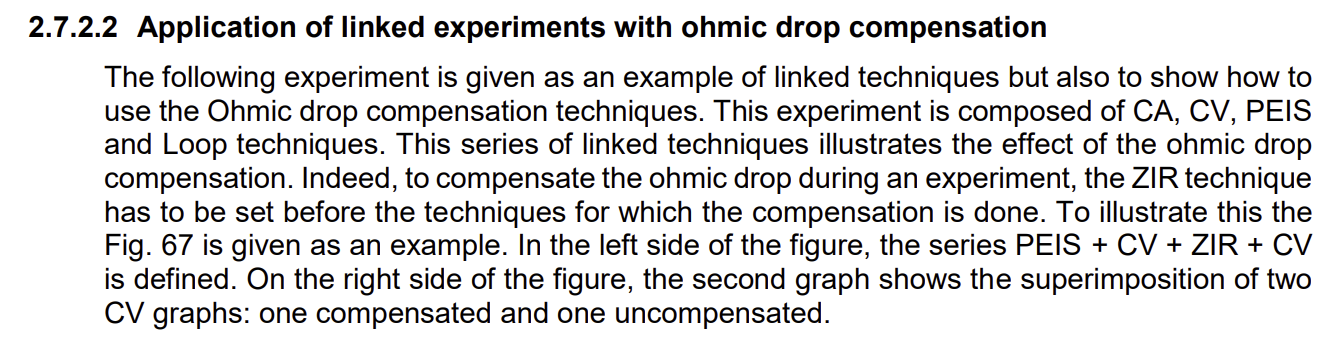 2.7.2.2 Application of linked experiments with ohmic drop compensation
The following experiment is given as an example of linked techniques but also to show how to
use the Ohmic drop compensation techniques. This experiment is composed of CA, CV, PEIS
and Loop techniques. This series of linked techniques illustrates the effect of the ohmic drop
compensation. Indeed, to compensate the ohmic drop during an experiment, the ZIR technique
has to be set before the techniques for which the compensation is done. To illustrate this the
Fig. 67 is given as an example. In the left side of the figure, the series PEIS + CV + ZIR + CV
is defined. On the right side of the figure, the second graph shows the superimposition of two
CV graphs: one compensated and one uncompensated.